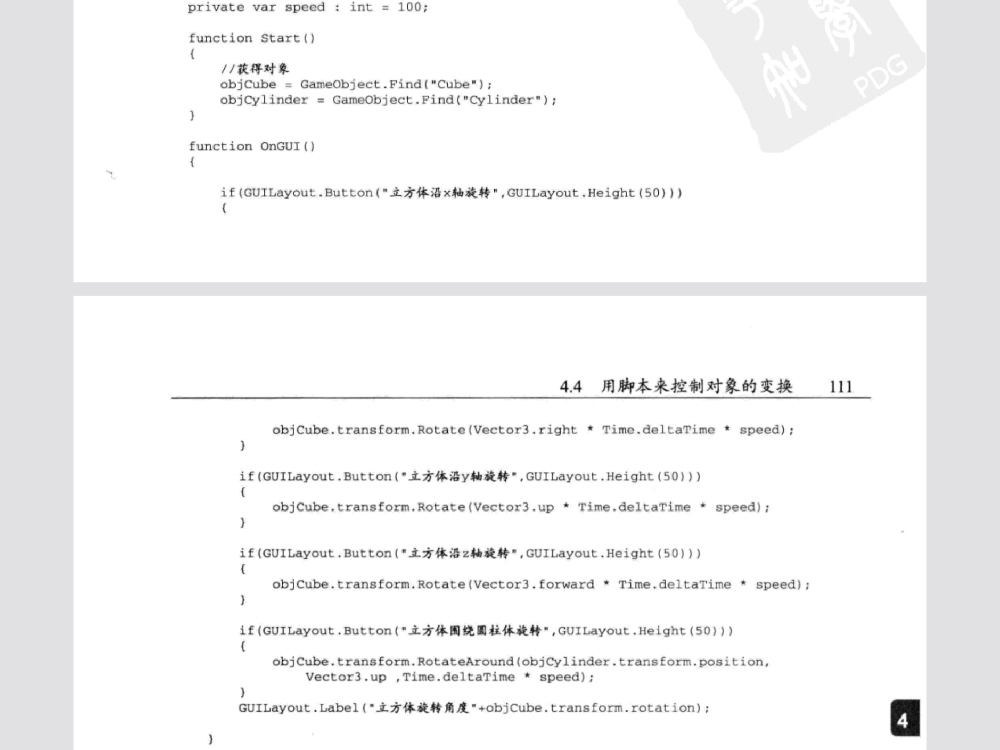 private var speed : int = 100;
function Start()
{
//获得对象
objCube = GameObject.Find("Cube");
objCylinder = GameObject.Find("Cylinder");
}
function OnGUI()
{
if(GUILayout.Button("立方体沿x轴旋转",GUILayout.Height(50)))
{
PDG
4.4 用脚本来控制对象的变换 111
objCube.transform.Rotate(Vector3.right * Time.deltaTime * speed);
}
if(GUILayout.Button("立方体沿y轴旋转",GUILayout.Height(50)))
{
objCube.transform.Rotate(Vector3.up * Time.deltaTime * speed);
}
if(GUILayout.Button("立方体沿z轴旋转",GUILayout.Height(50)))
{
objCube.transform.Rotate(Vector3.forward * Time.deltaTime * speed);
}
if(GUILayout.Button("立方体围绕圆柱体旋转",GUILayout.Height(50)))
{
objCube.transform.RotateAround(objCylinder.transform.position,
Vector3.up ,Time.deltaTime * speed);
}
GUILayout.Label("立方体旋转角度"+objCube.transform.rotation);
4
}